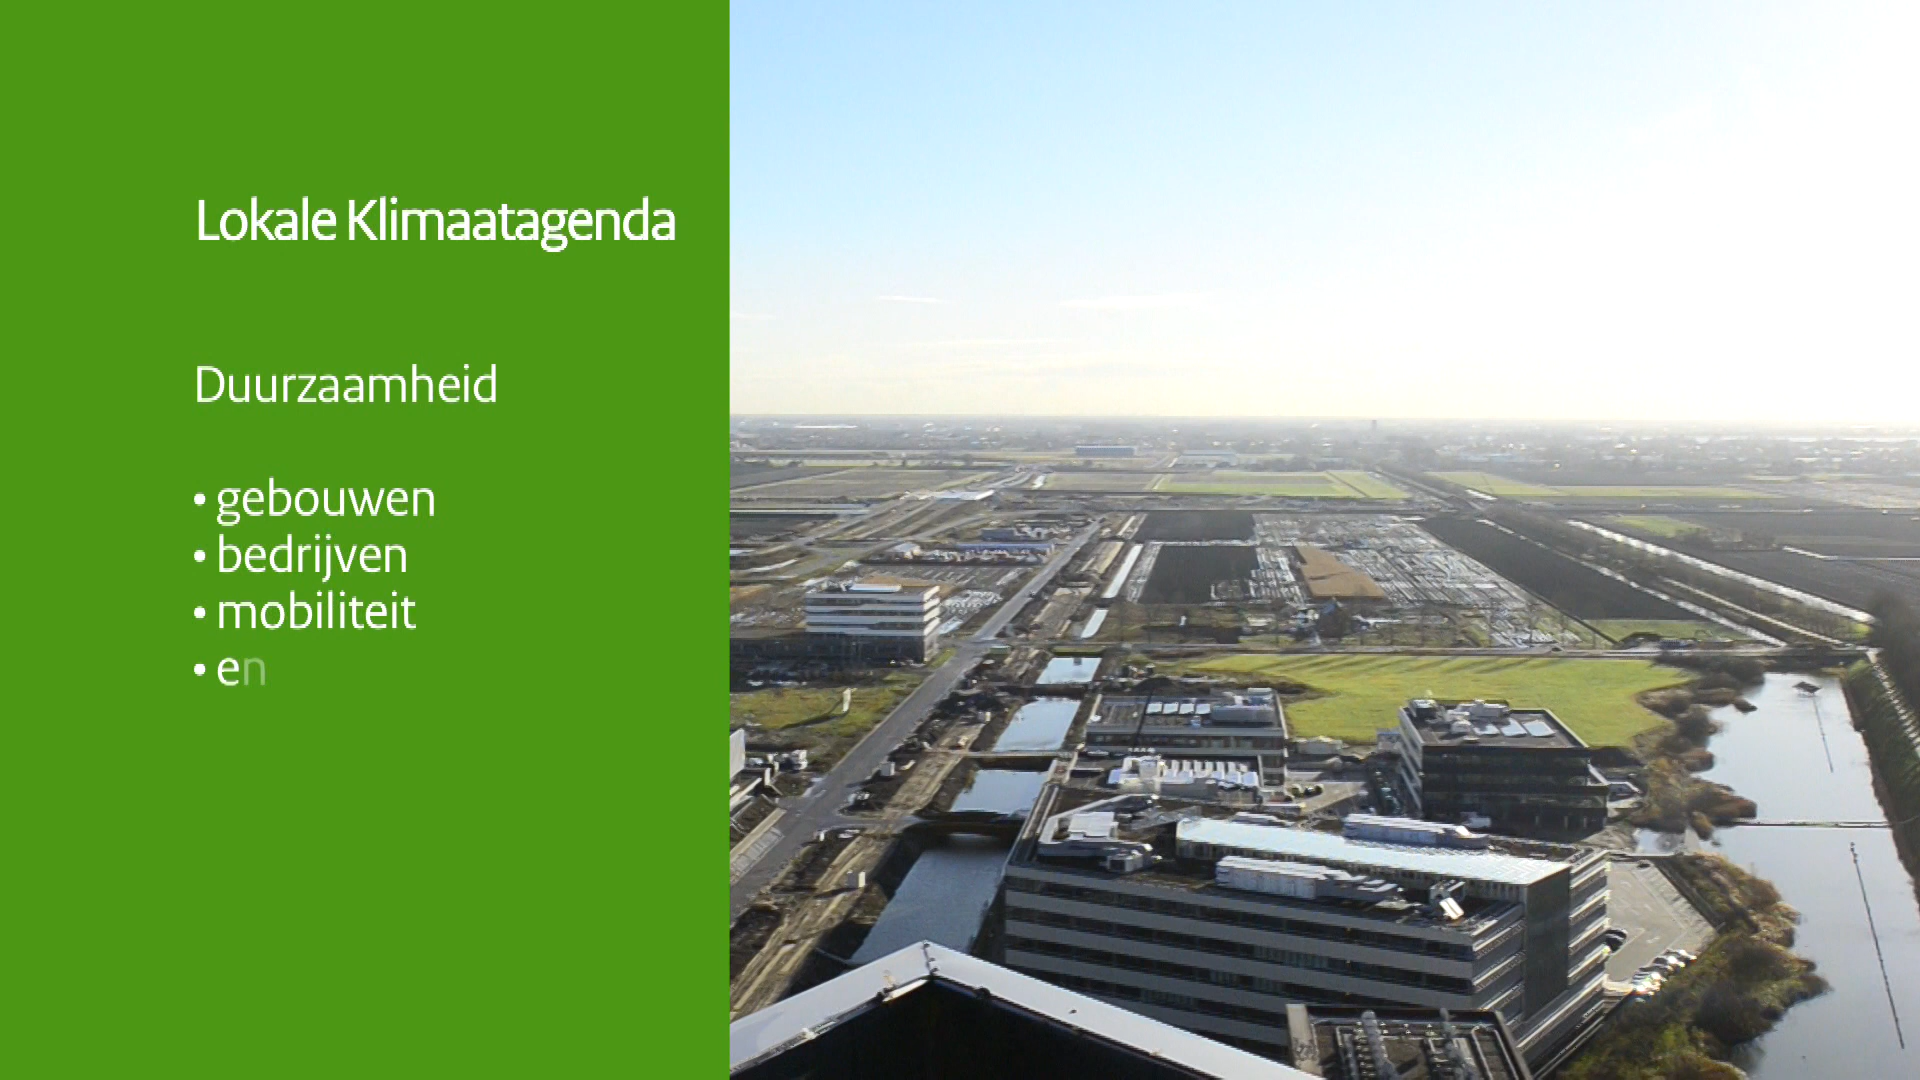 Lokale Klimaatagenda
Duurzaamheid
• gebouwen
• bedrijven
• mobiliteit
• en